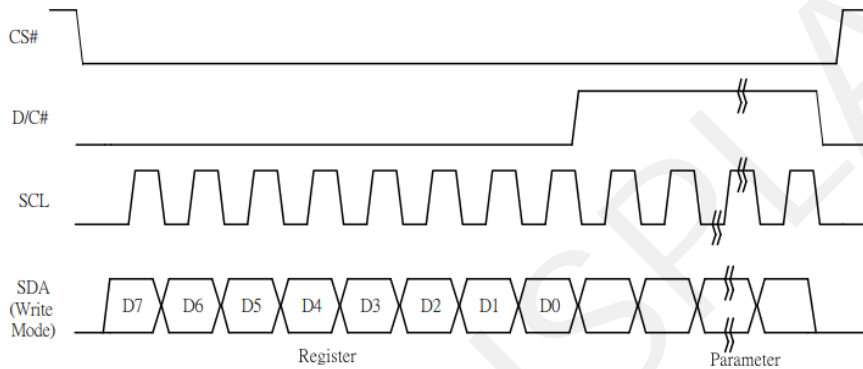 CS#
D/C#
SCL
SDA
(Write
Mode)
D7 D6 D5 D4 D3 D2 D1 D0
Register Parameter